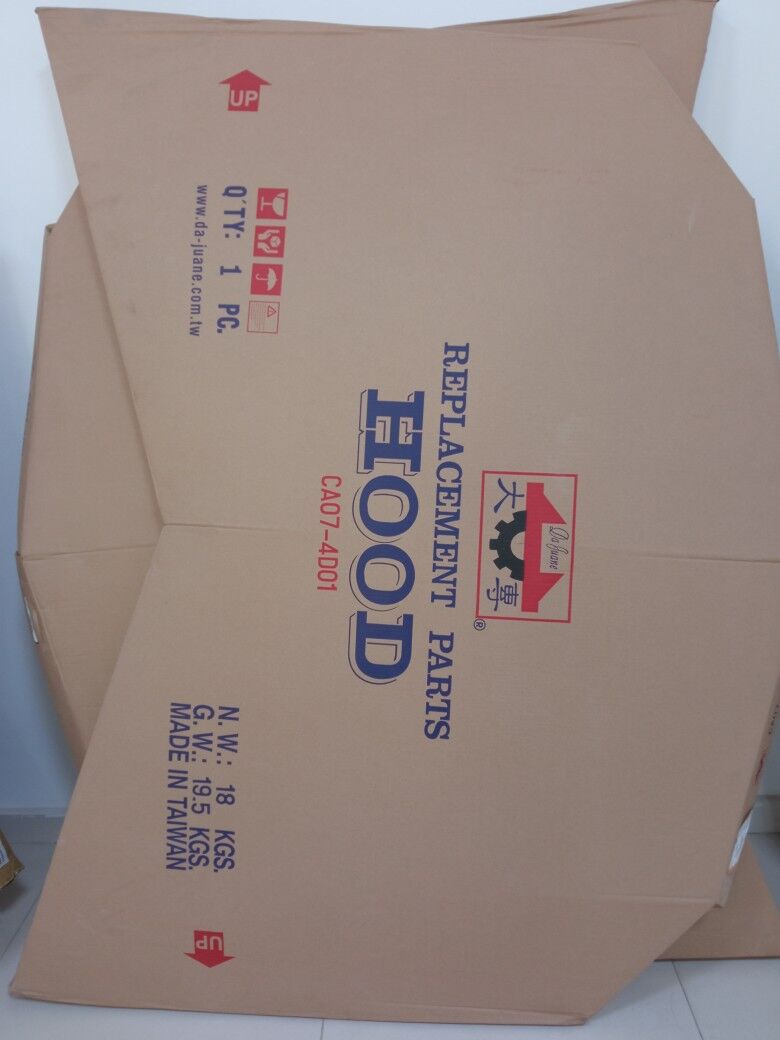 UP
Da Juane
大專
®
REPLACEMENT PARTS
HOOD
CA07-4D01
Q'TY: 1 PC.
www.da-juane.com.tw
N.W.: 18 KGS.
G.W.: 19.5 KGS.
MADE IN TAIWAN
UP